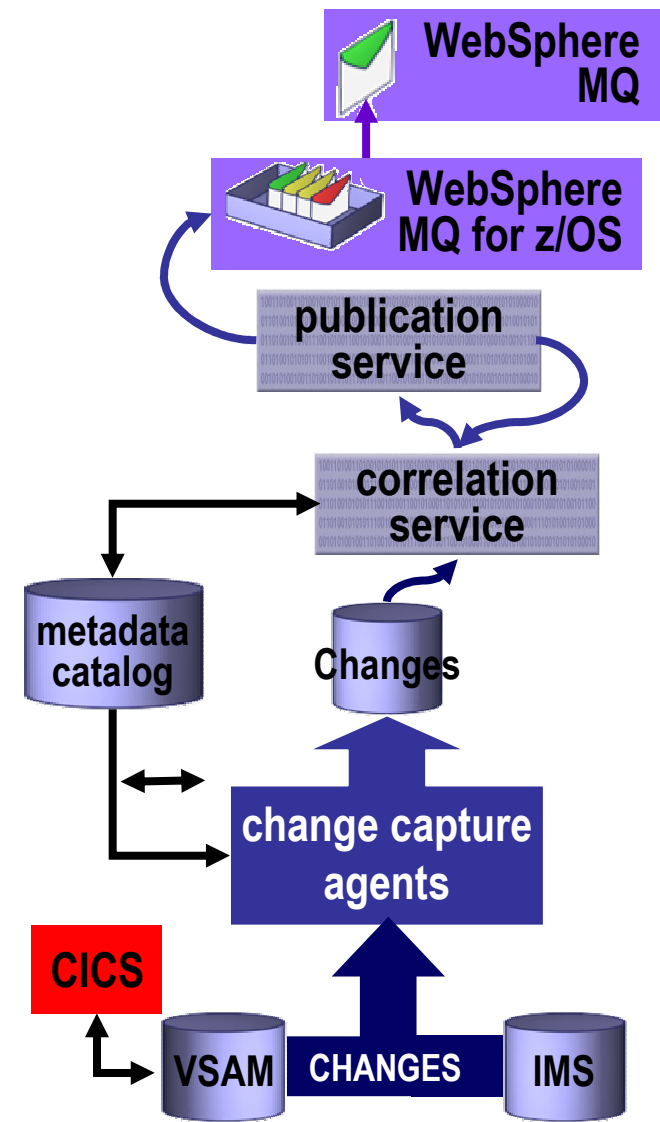 WebSphere
MQ
WebSphere
MQ for z/OS
publication
service
correlation
service
metadata
catalog
Changes
change capture
agents
CICS
VSAM
CHANGES
IMS